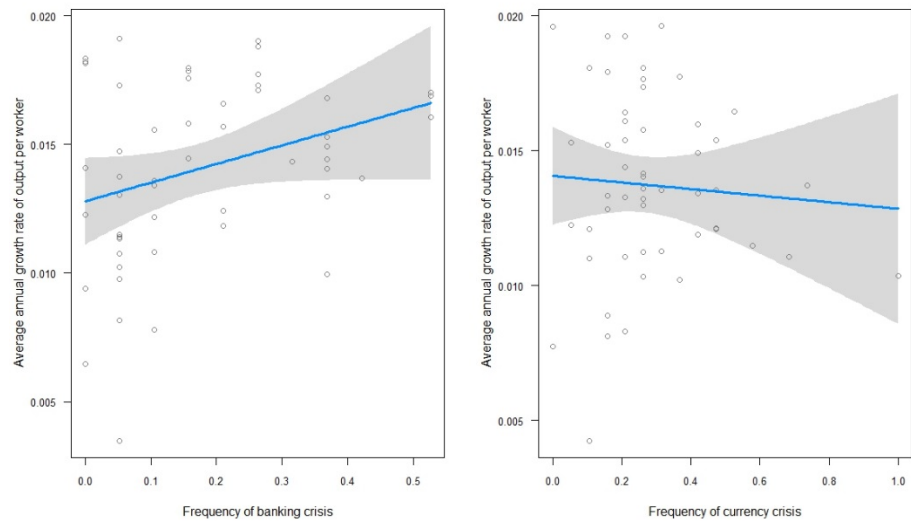 Average annual growth rate of output per worker
0.020
0.015
0.010
0.005
0.0 0.1 0.2 0.3 0.4 0.5
Frequency of banking crisis
Average annual growth rate of output per worker
0.020
0.015
0.010
0.005
0.0 0.2 0.4 0.6 0.8 1.0
Frequency of currency crisis